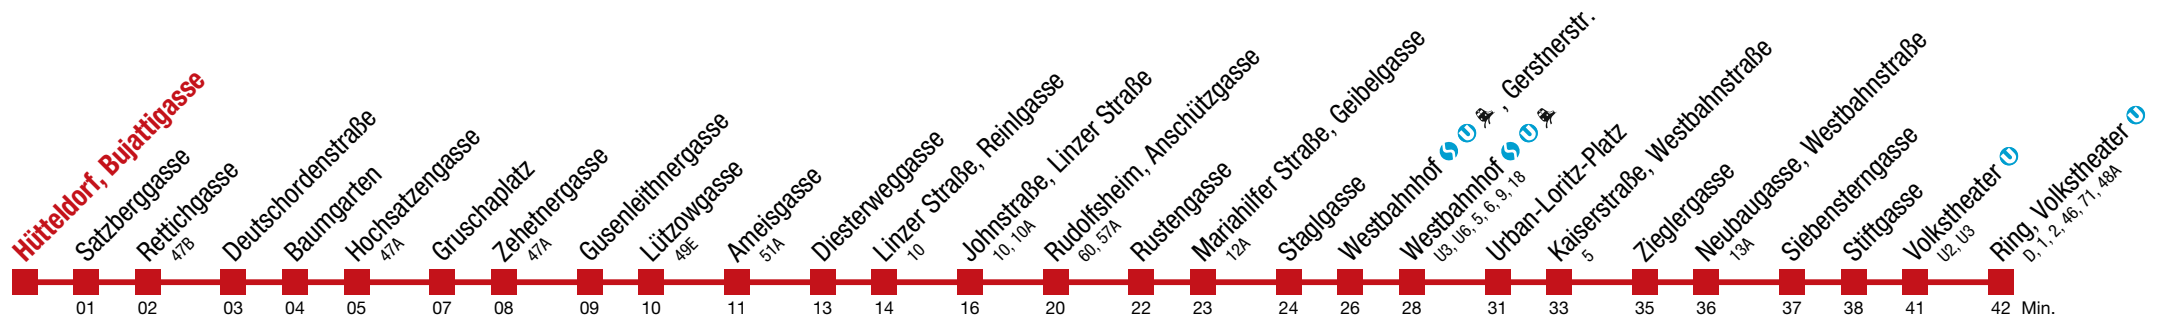 Hütteldorf, Bujattigasse
Satzberggasse
01
Rettichgasse
47B
02
Deutschordenstraße
03
Baumgarten
04
Hochsatzengasse
47A
05
Gruschaplatz
07
Zehetnergasse
47A
08
Gusenleithnergasse
09
Lützowgasse
49E
10
Ameisgasse
51A
11
Diesterweggasse
13
Linzer Straße, Reinlgasse
10
14
Johnstraße, Linzer Straße
10, 10A
16
Rudolfsheim, Anschützgasse
60, 57A
20
Rustengasse
22
Mariahilfer Straße, Geibelgasse
12A
23
Staglgasse
24
Westbahnhof S U , Gerstnerstr.
26
Westbahnhof S U
U3, U6, 5, 6, 9, 18
28
Urban-Loritz-Platz
31
Kaiserstraße, Westbahnstraße
5
33
Zieglergasse
35
Neubaugasse, Westbahnstraße
13A
36
Siebensterngasse
37
Stiftgasse
38
Volkstheater U
U2, U3
41
Ring, Volkstheater U
D, 1, 2, 46, 71, 48A
42 Min.